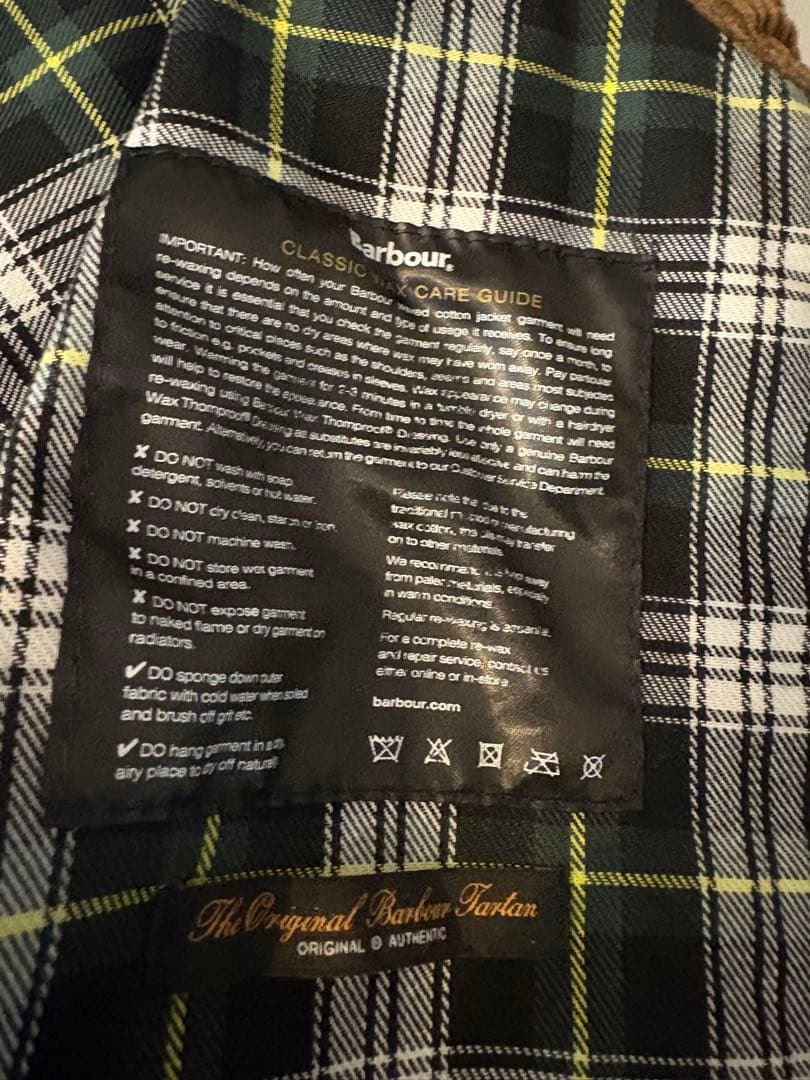 Barbour.
CLASSIC WAX CARE GUIDE
IMPORTANT: How often your Barbour waxed cotton jacket garment will need
re-waxing depends on the amount and type of usage it receives. To ensure long
service it is essential that you check the garment regularly, say once a month, to
ensure that there are no dry areas where wax may have worn away. Pay particular
attention to critical places such as the shoulders, seams and areas most subjected
to friction e.g. pockets and creases in sleeves. Wax appearance may change during
wear. Warming the garment for 2-3 minutes in a tumble dryer or with a hairdryer
will help to restore the appearance. From time to time the whole garment will need
re-waxing using Barbour Wax Thornproof® Dressing. Use only a genuine Barbour
Wax Thornproof® Dressing as substitutes are invariably less effective and can harm the
garment. Alternatively, you can return the garment to our Customer Service Department.
✗ DO NOT wash with soap,
detergent, solvents or hot water.
✗ DO NOT dry clean, starch or iron
✗ DO NOT machine wash.
✗ DO NOT store wet garment
in a confined area.
✗ DO NOT expose garment
to naked flame or dry garment on
radiators.
✓ DO sponge down outer
fabric with cold water when soiled
and brush off grit etc.
✓ DO hang garment in a dry,
airy place to dry off naturally
Please note that due to the
traditional method of manufacturing
wax cotton, this may transfer
on to other materials
We recommend it is kept away
from paler materials, especially
in warm conditions.
Regular re-waxing is essential.
For a complete re-wax
and repair service, contact us
either online or in-store
barbour.com
The Original Barbour Tartan
ORIGINAL & AUTHENTIC